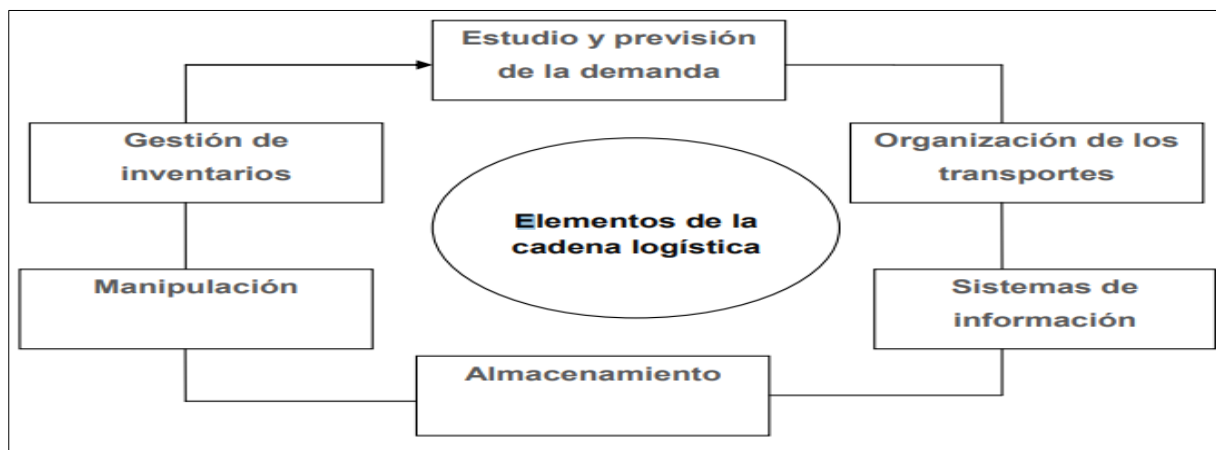 Estudio y previsión
de la demanda
Gestión de
inventarios
Organización de los
transportes
Elementos de la
cadena logística
Manipulación
Sistemas de
información
Almacenamiento